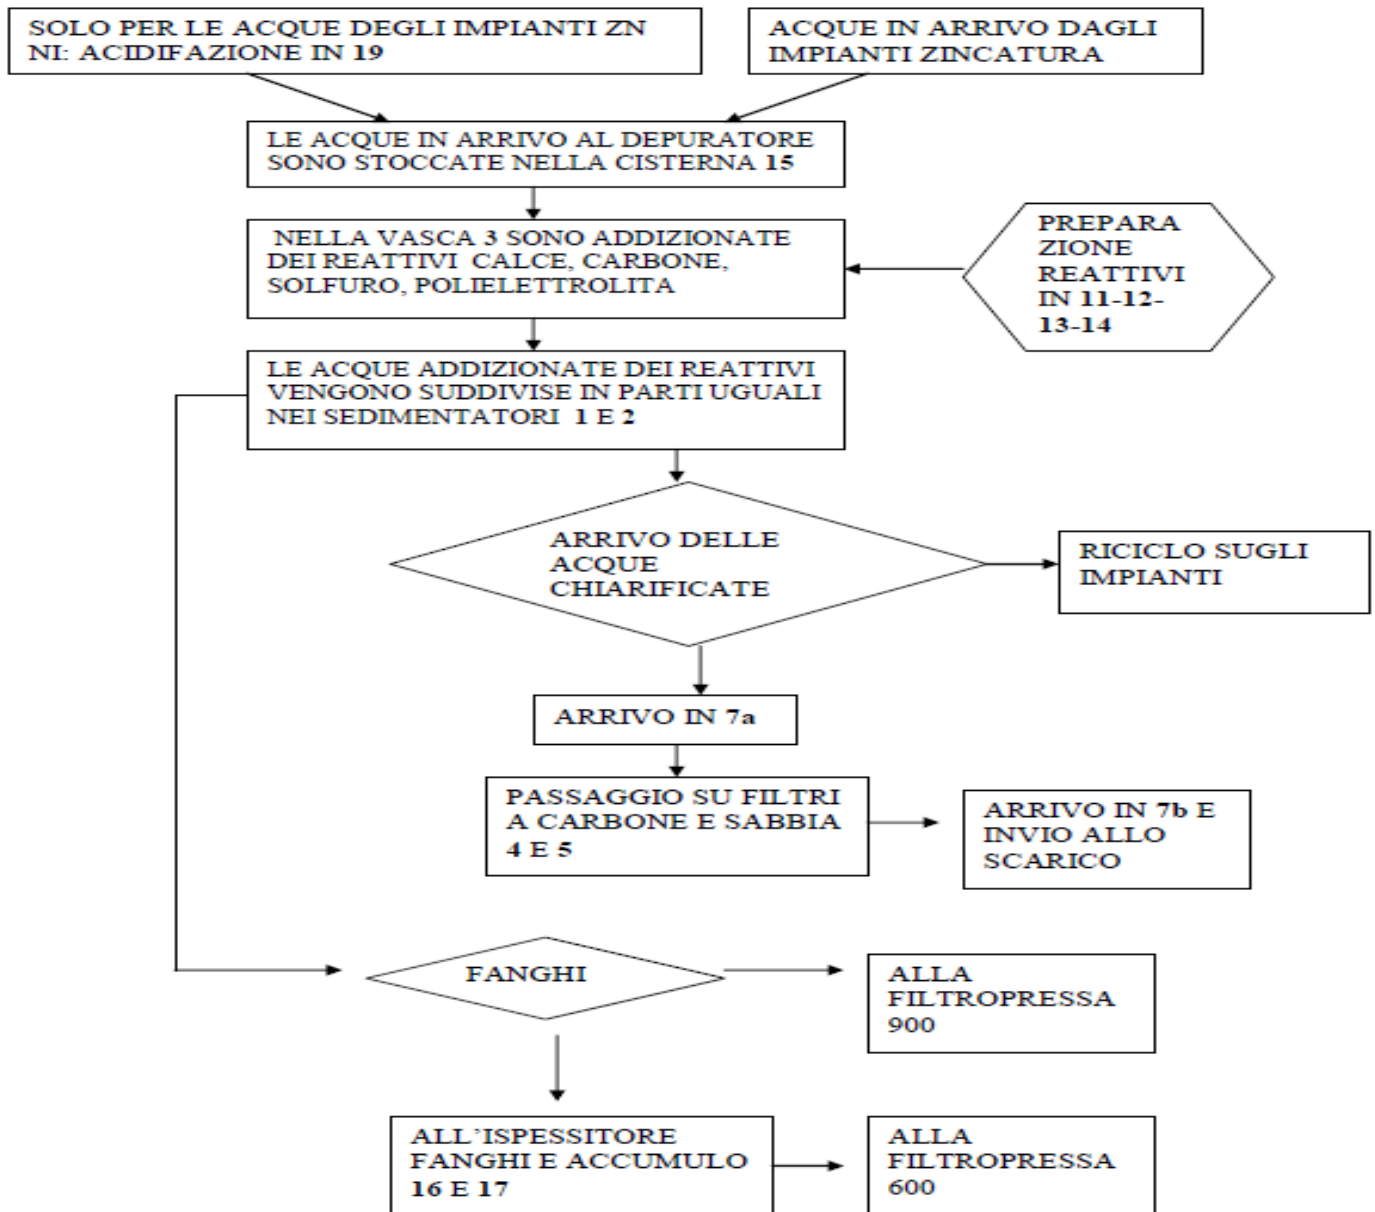 SOLO PER LE ACQUE DEGLI IMPIANTI ZN
NI: ACIDIFAZIONE IN 19
ACQUE IN ARRIVO DAGLI
IMPIANTI ZINCATURA
LE ACQUE IN ARRIVO AL DEPURATORE
SONO STOCCATE NELLA CISTERNA 15
NELLA VASCA 3 SONO ADDIZIONATE
DEI REATTIVI CALCE, CARBONE,
SOLFURO, POLIELETTROLITA
PREPARA
ZIONE
REATTIVI
IN 11-12-
13-14
LE ACQUE ADDIZIONATE DEI REATTIVI
VENGONO SUDDIVISE IN PARTI UGUALI
NEI SEDIMENTATORI 1 E 2
ARRIVO DELLE
ACQUE
CHIARIFICATE
RICICLO SUGLI
IMPIANTI
ARRIVO IN 7a
PASSAGGIO SU FILTRI
A CARBONE E SABBIA
4 E 5
ARRIVO IN 7b E
INVIO ALLO
SCARICO
FANGHI
ALLA
FILTROPRESSA
900
ALL'ISPESSITORE
FANGHI E ACCUMULO
16 E 17
ALLA
FILTROPRESSA
600